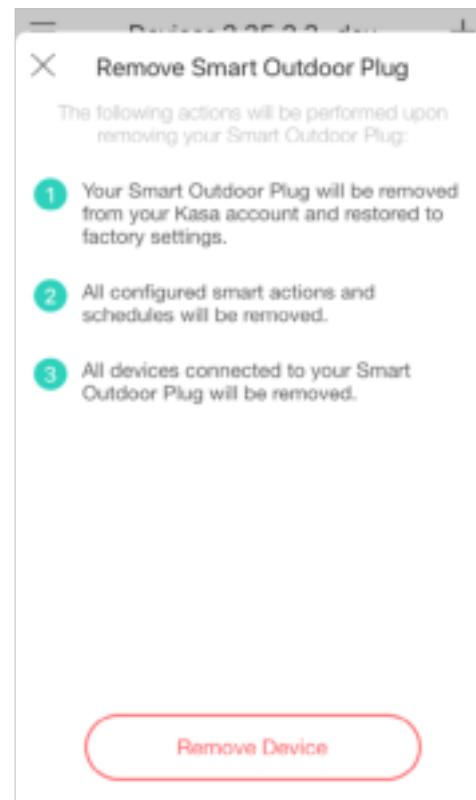 Remove Smart Outdoor Plug
The following actions will be performed upon
removing your Smart Outdoor Plug:
1 Your Smart Outdoor Plug will be removed
from your Kasa account and restored to
factory settings.
2 All configured smart actions and
schedules will be removed.
3 All devices connected to your Smart
Outdoor Plug will be removed.
Remove Device